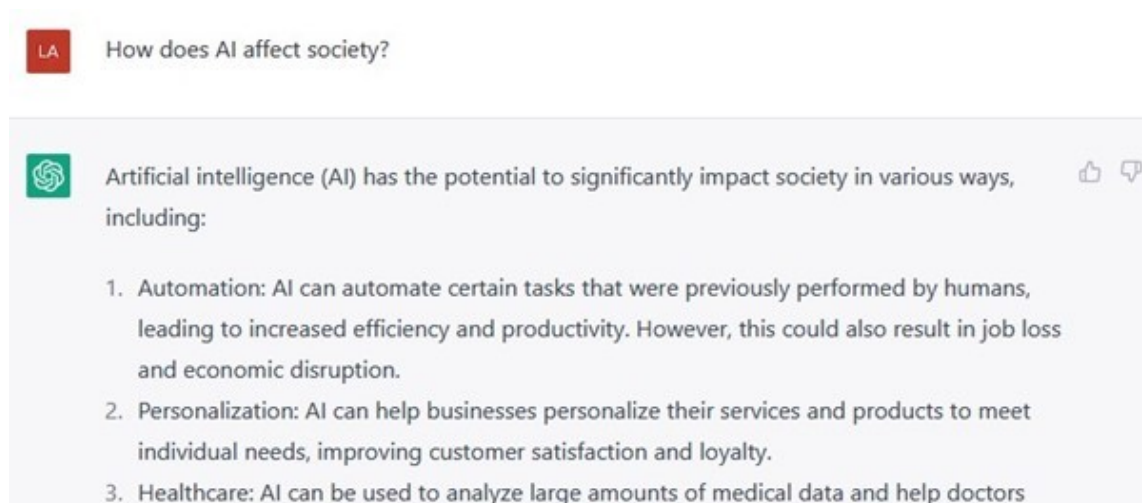 LA
How does AI affect society?
Artificial intelligence (AI) has the potential to significantly impact society in various ways,
including:
1. Automation: AI can automate certain tasks that were previously performed by humans,
leading to increased efficiency and productivity. However, this could also result in job loss
and economic disruption.
2. Personalization: AI can help businesses personalize their services and products to meet
individual needs, improving customer satisfaction and loyalty.
3. Healthcare: AI can be used to analyze large amounts of medical data and help doctors